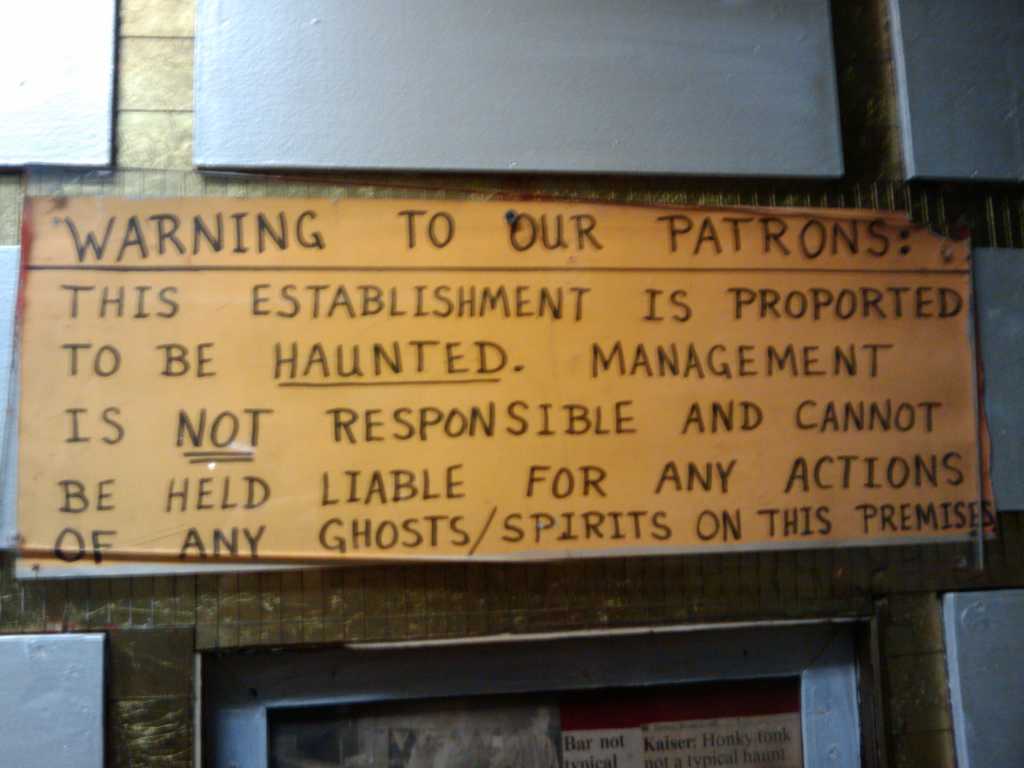 WARNING TO OUR PATRONS:
THIS ESTABLISHMENT IS PROPORTED
TO BE HAUNTED. MANAGEMENT
IS NOT RESPONSIBLE AND CANNOT
BE HELD LIABLE FOR ANY ACTIONS
OF ANY GHOSTS/SPIRITS ON THIS PREMISES
Bar not
typical
Kaiser: Honky tonk
not a typical haunt